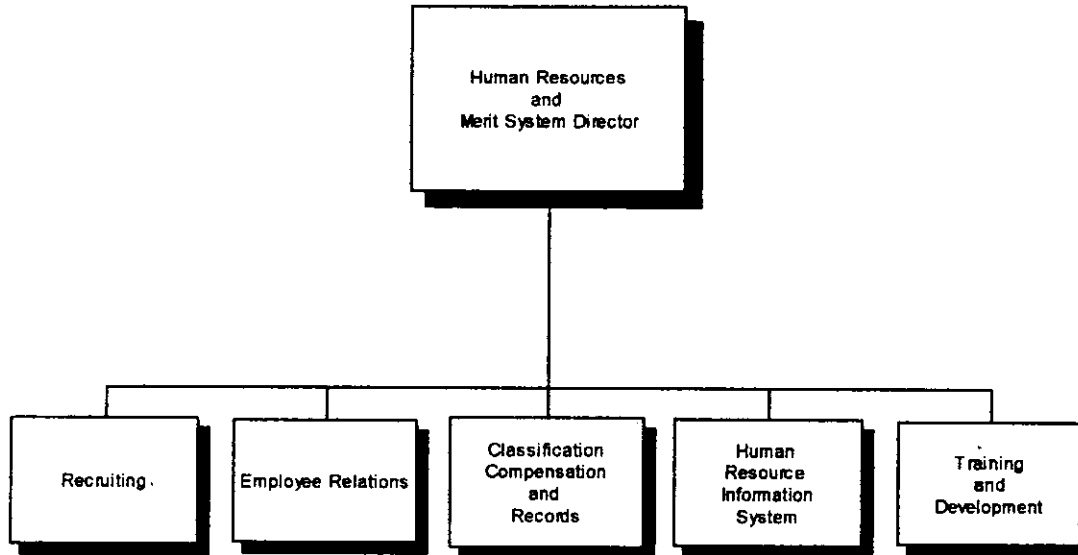 Human Resources
and
Merit System Director
Recruiting
Employee Relations
Classification
Compensation
and
Records
Human
Resource
Information
System
Training
and
Development